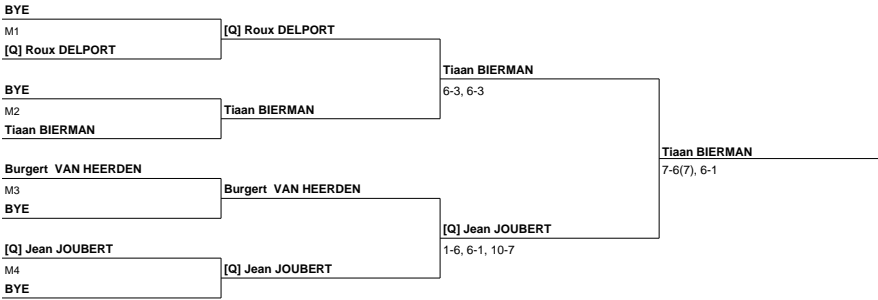 BYE
M1
[Q] Roux DELPORT
[Q] Roux DELPORT
BYE
M2
Tiaan BIERMAN
Tiaan BIERMAN
Tiaan BIERMAN
6-3, 6-3
Burgert VAN HEERDEN
M3
BYE
Burgert VAN HEERDEN
[Q] Jean JOUBERT
M4
BYE
[Q] Jean JOUBERT
[Q] Jean JOUBERT
1-6, 6-1, 10-7
Tiaan BIERMAN
7-6(7), 6-1